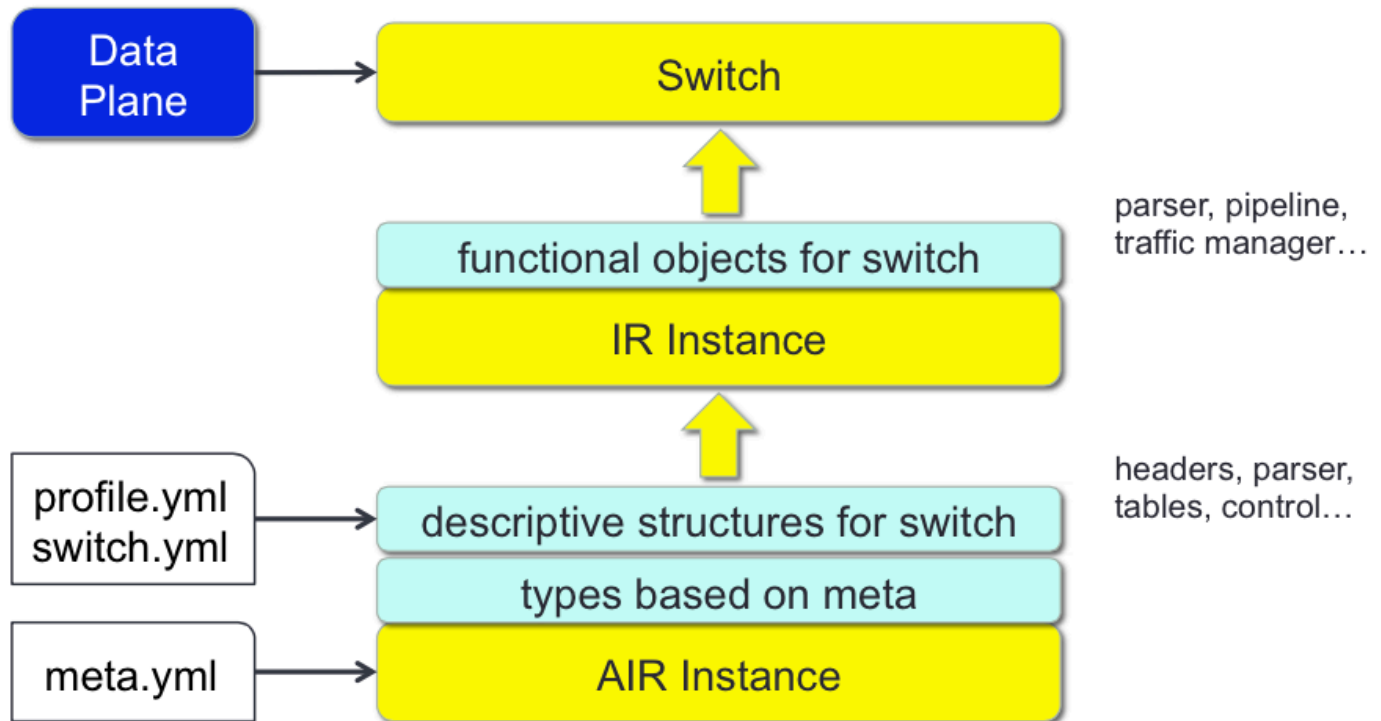 Data
Plane
Switch
parser, pipeline,
traffic manager…
functional objects for switch
IR Instance
headers, parser,
tables, control…
profile.yml
switch.yml
descriptive structures for switch
types based on meta
meta.yml
AIR Instance